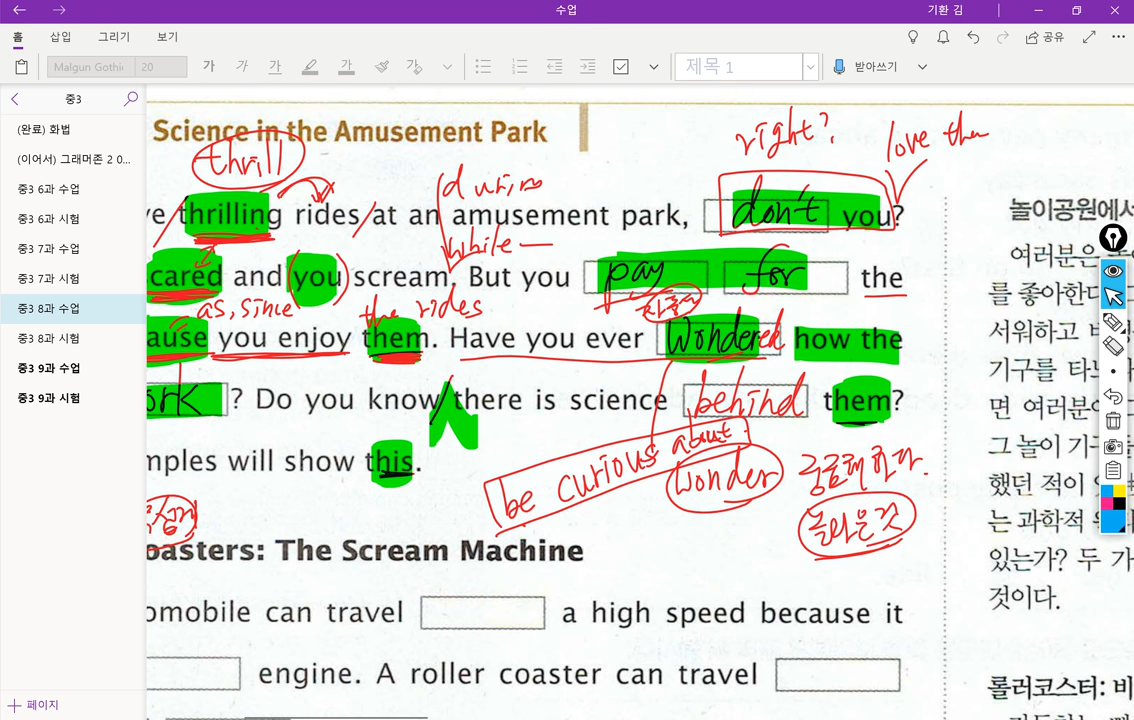 수업
기환 김
홈 삽입 그리기 보기
공유
Malgun Gothi 20
가 가 가 가 가
제목 1
받아쓰기
중3
(완료) 화법
(이어서) 그래머존 2 0...
중3 6과 수업
중3 6과 시험
중3 7과 수업
중3 7과 시험
중3 8과 수업
중3 8과 시험
중3 9과 수업
중3 9과 시험
페이지
Science in the Amusement Park
thrill
right?
love the
ve thrilling rides at an amusement park, don't you?
while
cared and you scream. But you pay for the
as, since
the rides
ause you enjoy them. Have you ever wondered how the
ork ? Do you know there is science behind them?
mples will show this.
be curious about
wonder
궁금해한다.
놀라운 것
oasters: The Scream Machine
omobile can travel a high speed because it
engine. A roller coaster can travel
놀이공원에서
여러분은
를 좋아한다
서워하고
기구를 타
면 여러분이
그 놀이 기구
했던 적이
는 과학적
있는가? 두 가
것이다.
롤러코스터: 비